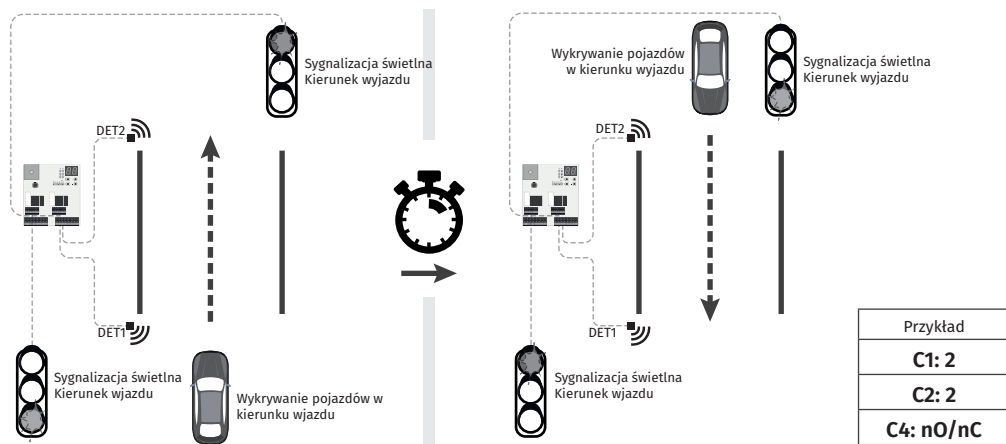 Sygnalizacja świetlna
Kierunek wyjazdu
DET2
DET1
Sygnalizacja świetlna
Kierunek wjazdu
Wykrywanie pojazdów w
kierunku wjazdu
Wykrywanie pojazdów
w kierunku wyjazdu
Sygnalizacja świetlna
Kierunek wyjazdu
DET2
DET1
Sygnalizacja świetlna
Kierunek wjazdu
Przykład
C1: 2
C2: 2
C4: nO/nC